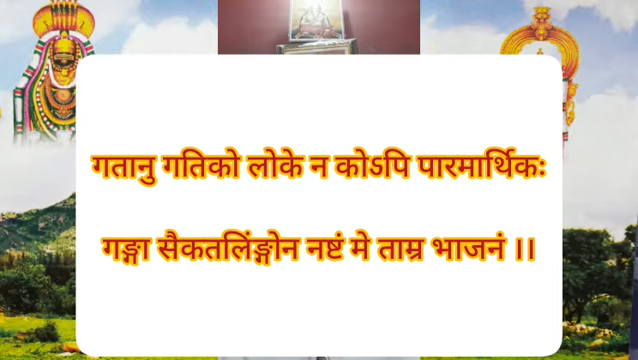 गतानु गतिको लोके न कोऽपि पारमार्थिकः
गङ्गा सैकतलिंङ्गेन नष्टं मे ताम्र भाजनं ।।